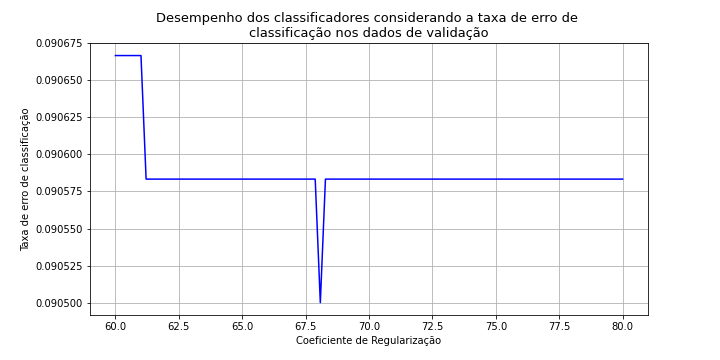 Desempenho dos classificadores considerando a taxa de erro de
classificação nos dados de validação
0.090675
0.090650
0.090625
0.090600
0.090575
0.090550
0.090525
0.090500
Taxa de erro de classificação
60.0 62.5 65.0 67.5 70.0 72.5 75.0 77.5 80.0
Coeficiente de Regularização